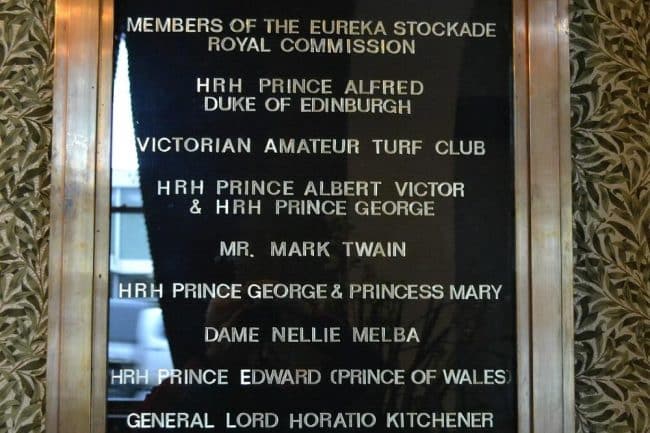 MEMBERS OF THE EUREKA STOCKADE
ROYAL COMMISSION
HRH PRINCE ALFRED
DUKE OF EDINBURGH
VICTORIAN AMATEUR TURF CLUB
HRH PRINCE ALBERT VICTOR
& HRH PRINCE GEORGE
MR. MARK TWAIN
HRH PRINCE GEORGE & PRINCESS MARY
DAME NELLIE MELBA
HRH PRINCE EDWARD (PRINCE OF WALES)
GENERAL LORD HORATIO KITCHENER